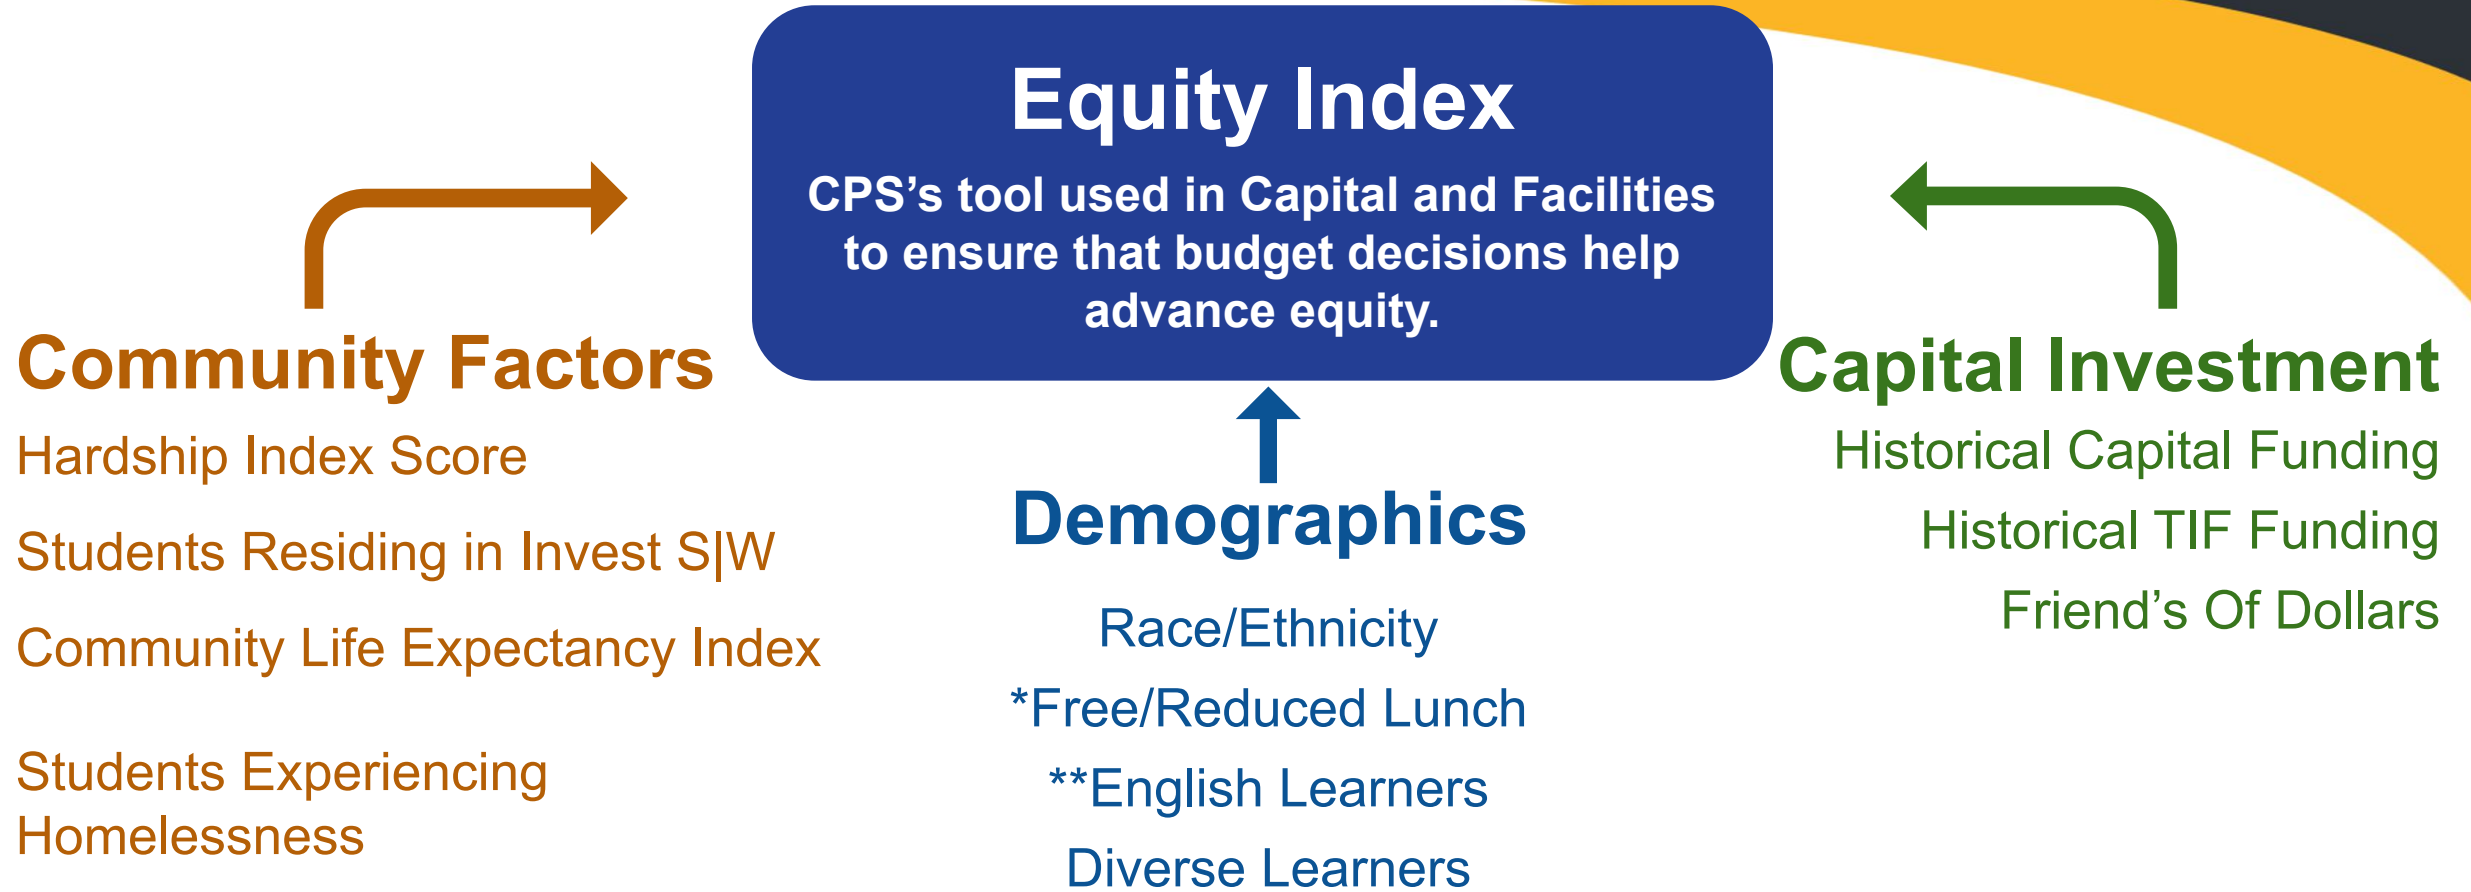 Equity Index
CPS’s tool used in Capital and Facilities
to ensure that budget decisions help
advance equity.
Community Factors
Hardship Index Score
Students Residing in Invest S|W
Community Life Expectancy Index
Students Experiencing
Homelessness
Demographics
Race/Ethnicity
*Free/Reduced Lunch
**English Learners
Diverse Learners
Capital Investment
Historical Capital Funding
Historical TIF Funding
Friend’s Of Dollars